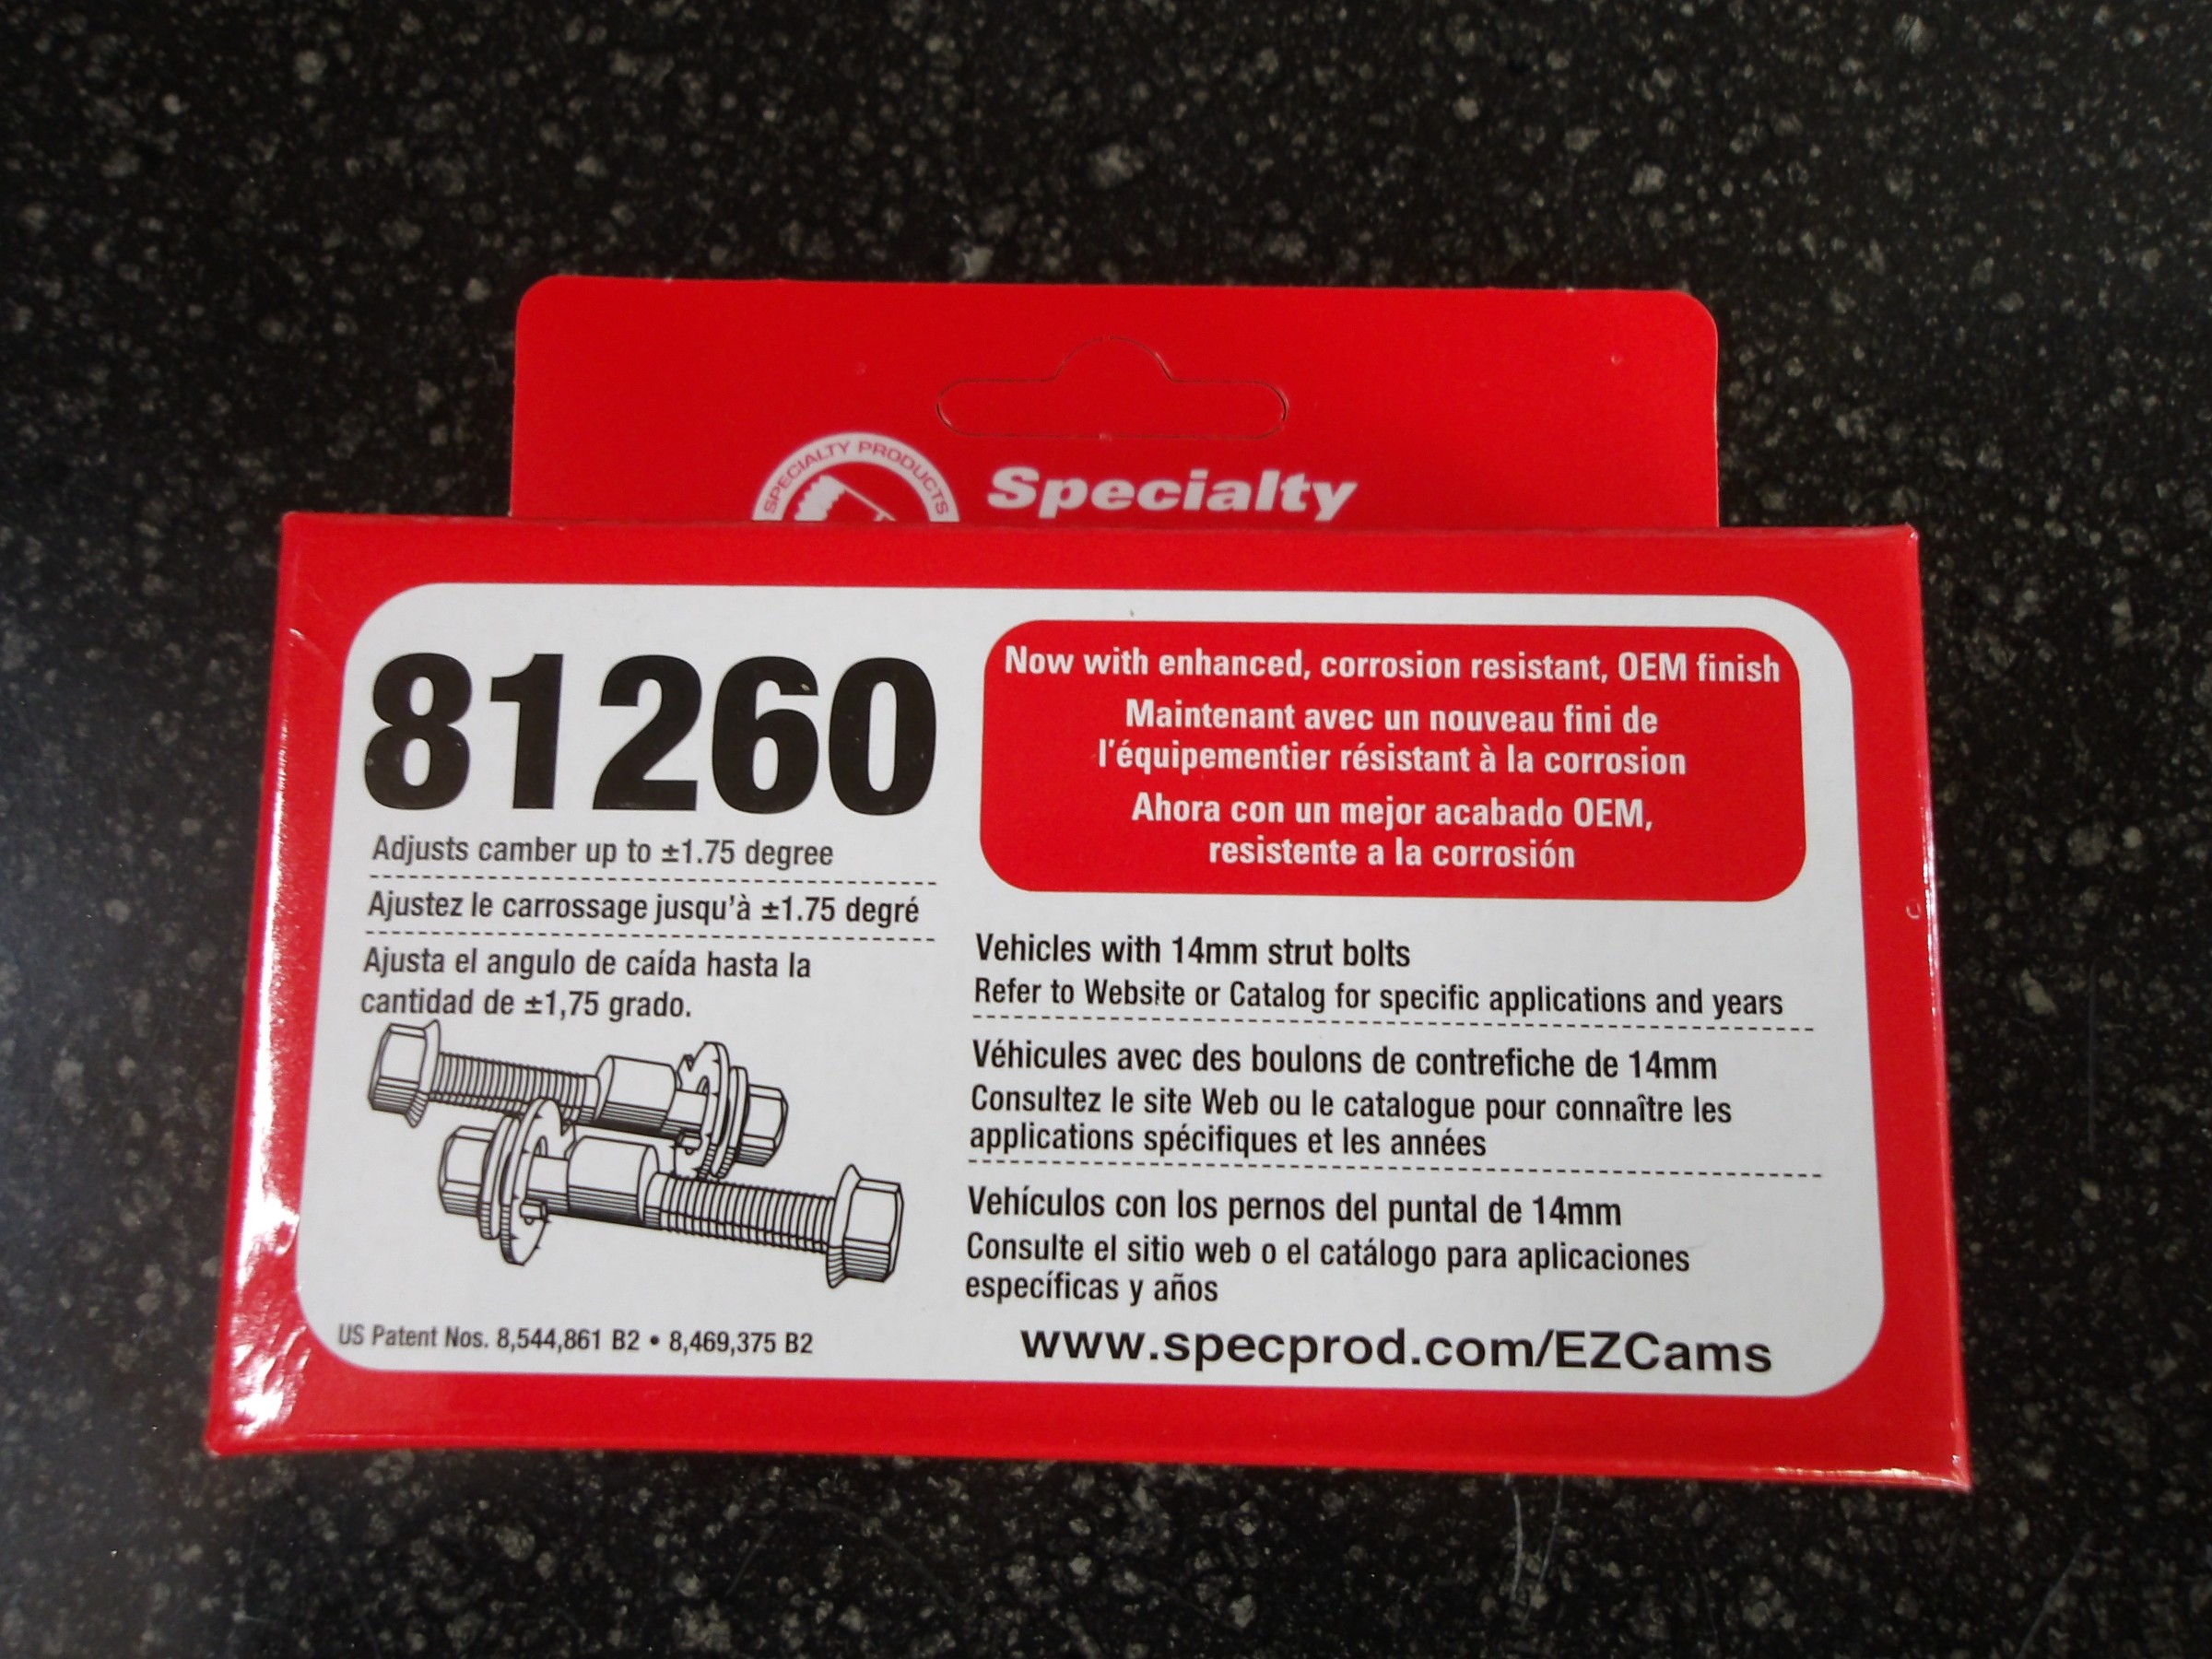 SPECIALTY PRODUCTS
Specialty
81260
Adjusts camber up to ±1.75 degree
Ajustez le carrossage jusqu'à ±1.75 degré
Ajusta el angulo de caída hasta la
cantidad de ±1,75 grado.
US Patent Nos. 8,544,861 B2 • 8,469,375 B2
Now with enhanced, corrosion resistant, OEM finish
Maintenant avec un nouveau fini de
l'équipementier résistant à la corrosion
Ahora con un mejor acabado OEM,
resistente a la corrosión
Vehicles with 14mm strut bolts
Refer to Website or Catalog for specific applications and years
Véhicules avec des boulons de contrefiche de 14mm
Consultez le site Web ou le catalogue pour connaître les
applications spécifiques et les années
Vehículos con los pernos del puntal de 14mm
Consulte el sitio web o el catálogo para aplicaciones
específicas y años
www.specprod.com/EZCams